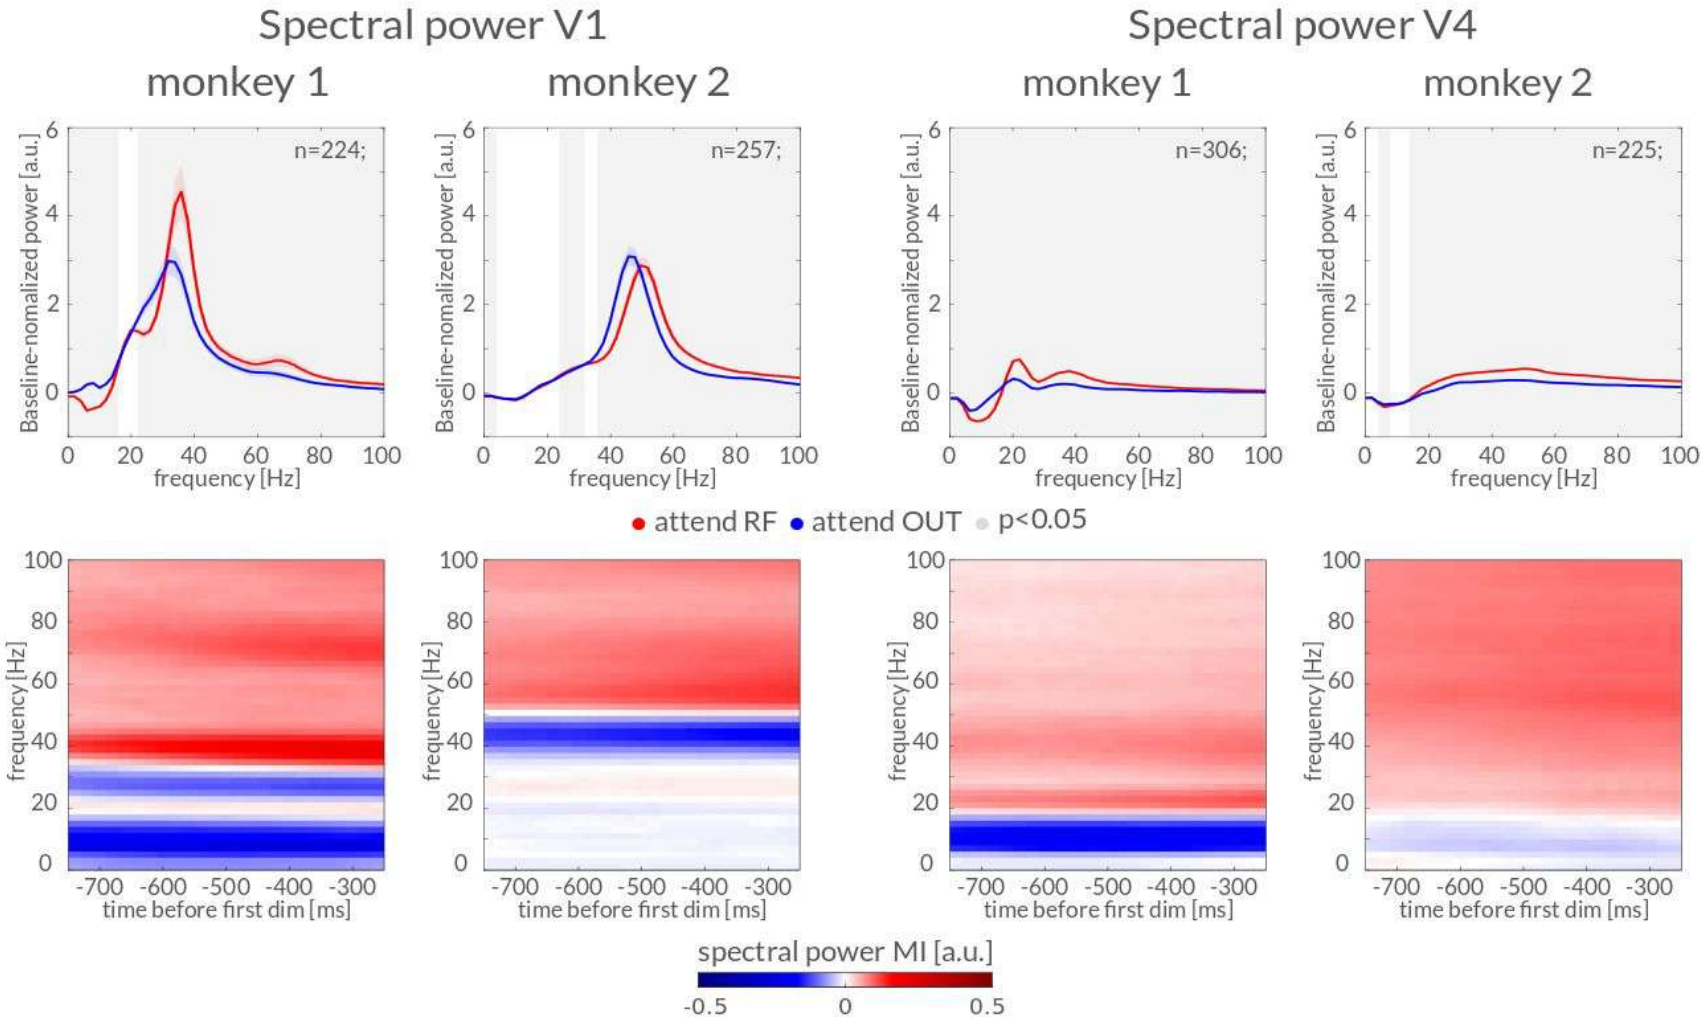 Spectral power V1
Spectral power V4
monkey 1
monkey 2
monkey 1
monkey 2
Baseline-nomalized power [a.u.]
6
4
2
0
n=224;
0 20 40 60 80 100
frequency [Hz]
Baseline-nomalized power [a.u.]
6
4
2
0
n=257;
0 20 40 60 80 100
frequency [Hz]
Baseline-nomalized power [a.u.]
6
4
2
0
n=306;
0 20 40 60 80 100
frequency [Hz]
Baseline-nomalized power [a.u.]
6
4
2
0
n=225;
0 20 40 60 80 100
frequency [Hz]
attend RF attend OUT p<0.05
frequency [Hz]
100
80
60
40
20
0
-700 -600 -500 -400 -300
time before first dim [ms]
frequency [Hz]
100
80
60
40
20
0
-700 -600 -500 -400 -300
time before first dim [ms]
frequency [Hz]
100
80
60
40
20
0
-700 -600 -500 -400 -300
time before first dim [ms]
frequency [Hz]
100
80
60
40
20
0
-700 -600 -500 -400 -300
time before first dim [ms]
spectral power MI [a.u.]
-0.5 0 0.5